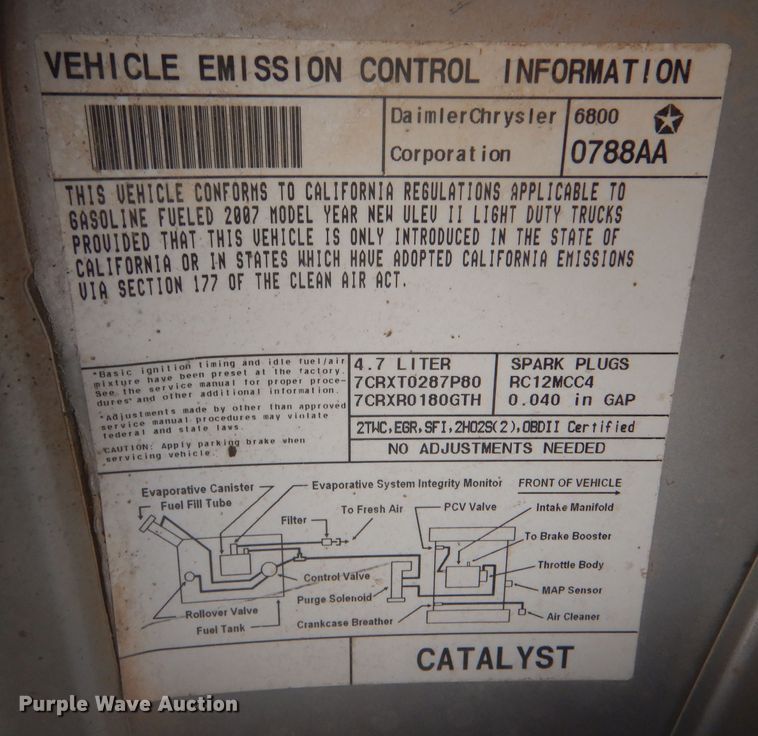 VEHICLE EMISSION CONTROL INFORMATION
DaimlerChrysler
Corporation
6800
0788AA
THIS VEHICLE CONFORMS TO CALIFORNIA REGULATIONS APPLICABLE TO
GASOLINE FUELED 2007 MODEL YEAR NEW ULEV II LIGHT DUTY TRUCKS
PROVIDED THAT THIS VEHICLE IS ONLY INTRODUCED IN THE STATE OF
CALIFORNIA OR IN STATES WHICH HAVE ADOPTED CALIFORNIA EMISSIONS
VIA SECTION 177 OF THE CLEAN AIR ACT.
*Basic ignition timing and idle fuel/air
mixture have been preset at the factory.
See the service manual for proper proce-
dures and other additional information.
*Adjustments made by other than approved
service manual procedures may violate
federal and state laws.
CAUTION: Apply parking brake when
servicing vehicle.
4.7 LITER
7CRXT0287P80
7CRXR0180GTH
SPARK PLUGS
RC12MCC4
0.040 in GAP
2TWC,EGR,SFI,2HO2S(2),OBDII Certified
NO ADJUSTMENTS NEEDED
Evaporative Canister
Evaporative System Integrity Monitor
FRONT OF VEHICLE
Fuel Fill Tube
Filter
To Fresh Air
PCV Valve
Intake Manifold
To Brake Booster
Throttle Body
Control Valve
MAP Sensor
Purge Solenoid
Rollover Valve
Fuel Tank
Crankcase Breather
Air Cleaner
CATALYST
Purple Wave Auction